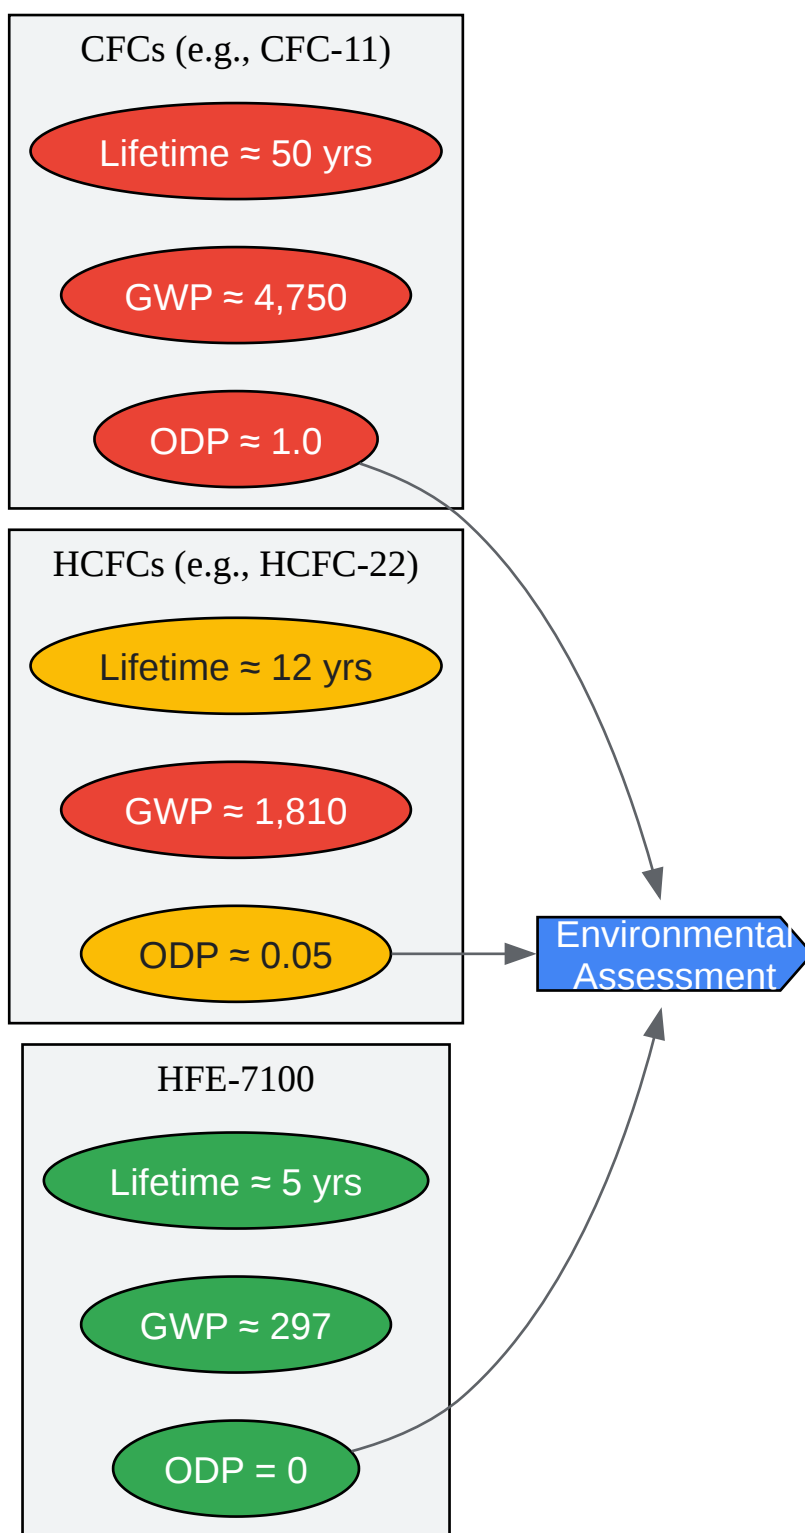 CFCs (e.g., CFC-11)
Lifetime ≈ 50 yrs
GWP ≈ 4,750
ODP ≈ 1.0
HCFCs (e.g., HCFC-22)
Lifetime ≈ 12 yrs
GWP ≈ 1,810
ODP ≈ 0.05
Environmental
Assessment
HFE-7100
Lifetime ≈ 5 yrs
GWP ≈ 297
ODP = 0